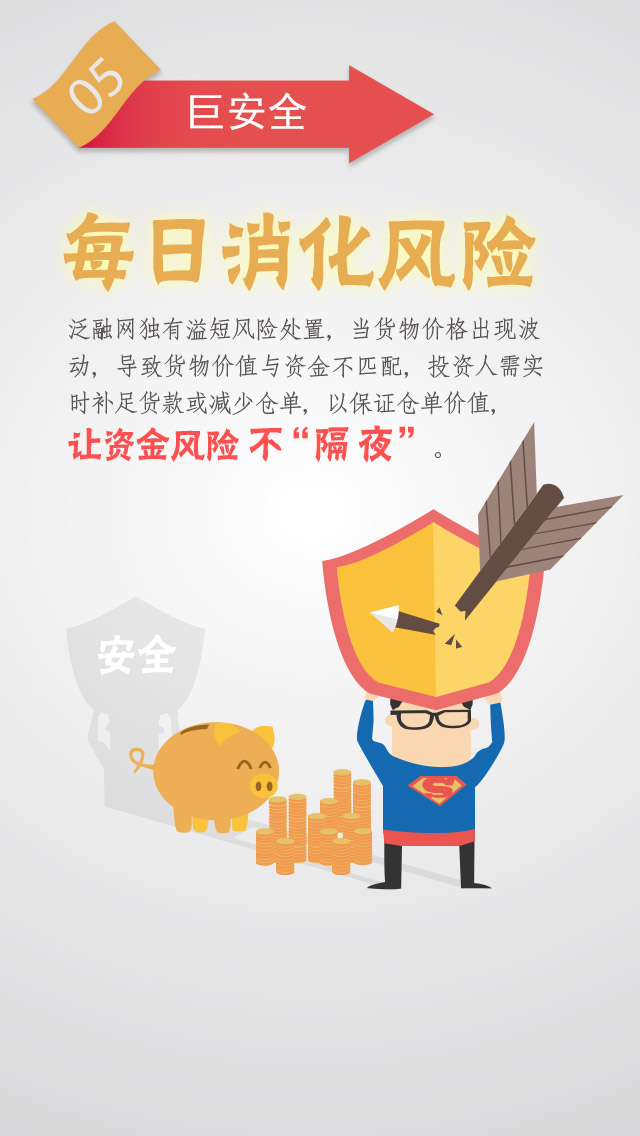 05
巨安全
每日消化风险
泛融网独有溢短风险处置，当货物价格出现波
动，导致货物价值与资金不匹配，投资人需实
时补足货款或减少仓单，以保证仓单价值，
让资金风险 不“隔 夜”。
安全
S